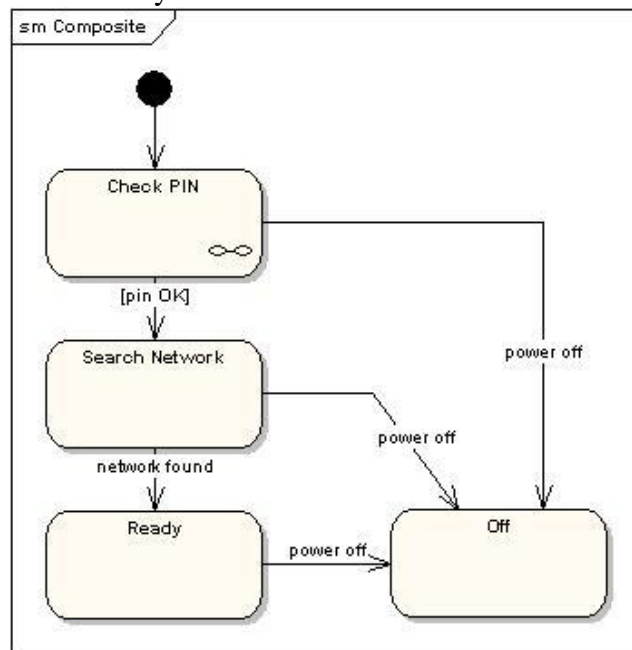 sm Composite
Check PIN
[pin OK]
Search Network
power off
power off
network found
Ready
power off
Off